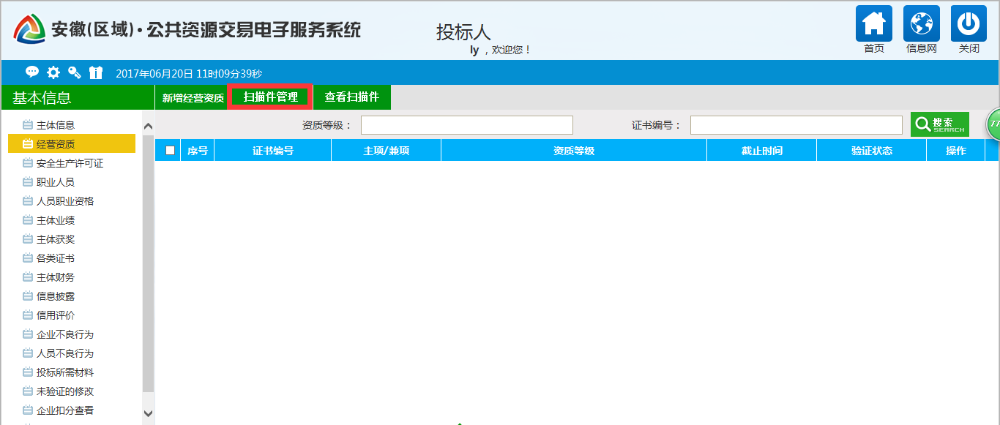 安徽(区域)·公共资源交易电子服务系统
投标人
ly ，欢迎您！
首页
信息网
关闭
2017年06月20日 11时09分39秒
基本信息
新增经营资质
扫描件管理
查看扫描件
主体信息
经营资质
安全生产许可证
职业人员
人员职业资格
主体业绩
主体获奖
各类证书
主体财务
信息披露
信用评价
企业不良行为
人员不良行为
投标所需材料
未验证的修改
企业扣分查看
资质等级：
证书编号：
搜索
SEARCH
77
序号
证书编号
主项/兼项
资质等级
截止时间
验证状态
操作